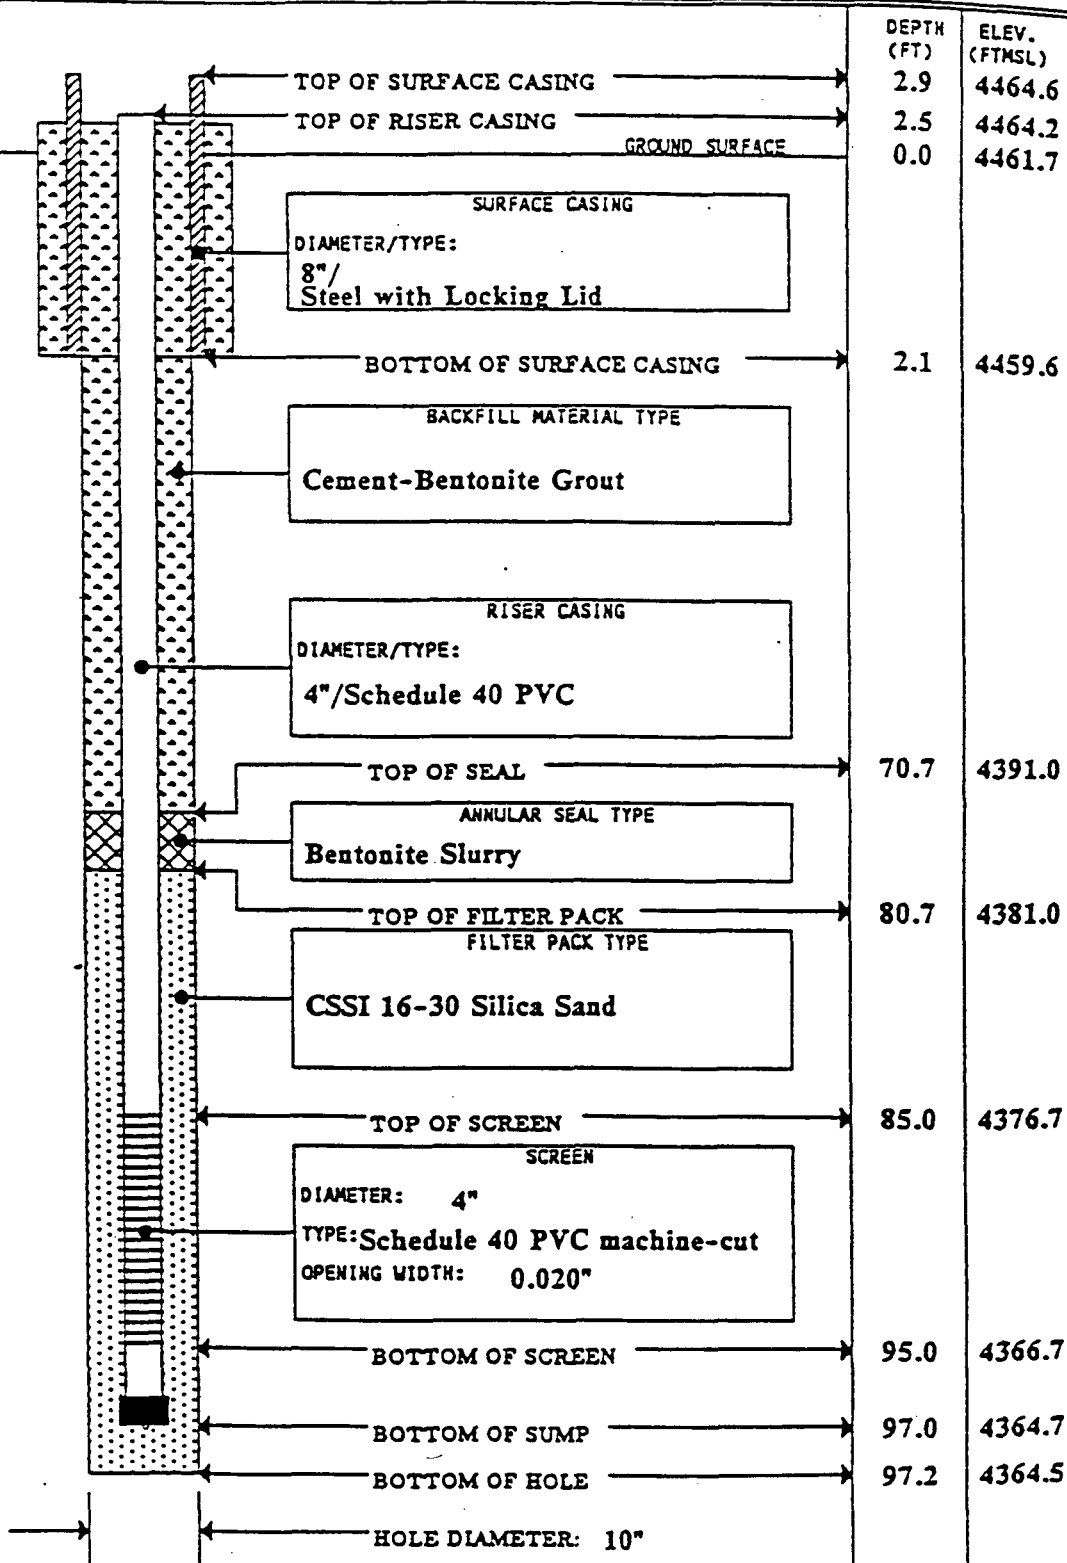 DEPTH ELEV.
(FT) (FTMSL)
TOP OF SURFACE CASING 2.9 4464.6
TOP OF RISER CASING 2.5 4464.2
GROUND SURFACE 0.0 4461.7
SURFACE CASING
DIAMETER/TYPE:
8"/
Steel with Locking Lid
BOTTOM OF SURFACE CASING 2.1 4459.6
BACKFILL MATERIAL TYPE
Cement-Bentonite Grout
RISER CASING
DIAMETER/TYPE:
4"/Schedule 40 PVC
TOP OF SEAL 70.7 4391.0
ANNULAR SEAL TYPE
Bentonite Slurry
TOP OF FILTER PACK 80.7 4381.0
FILTER PACK TYPE
CSSI 16-30 Silica Sand
TOP OF SCREEN 85.0 4376.7
SCREEN
DIAMETER: 4"
TYPE: Schedule 40 PVC machine-cut
OPENING WIDTH: 0.020"
BOTTOM OF SCREEN 95.0 4366.7
BOTTOM OF SUMP 97.0 4364.7
BOTTOM OF HOLE 97.2 4364.5
HOLE DIAMETER: 10"